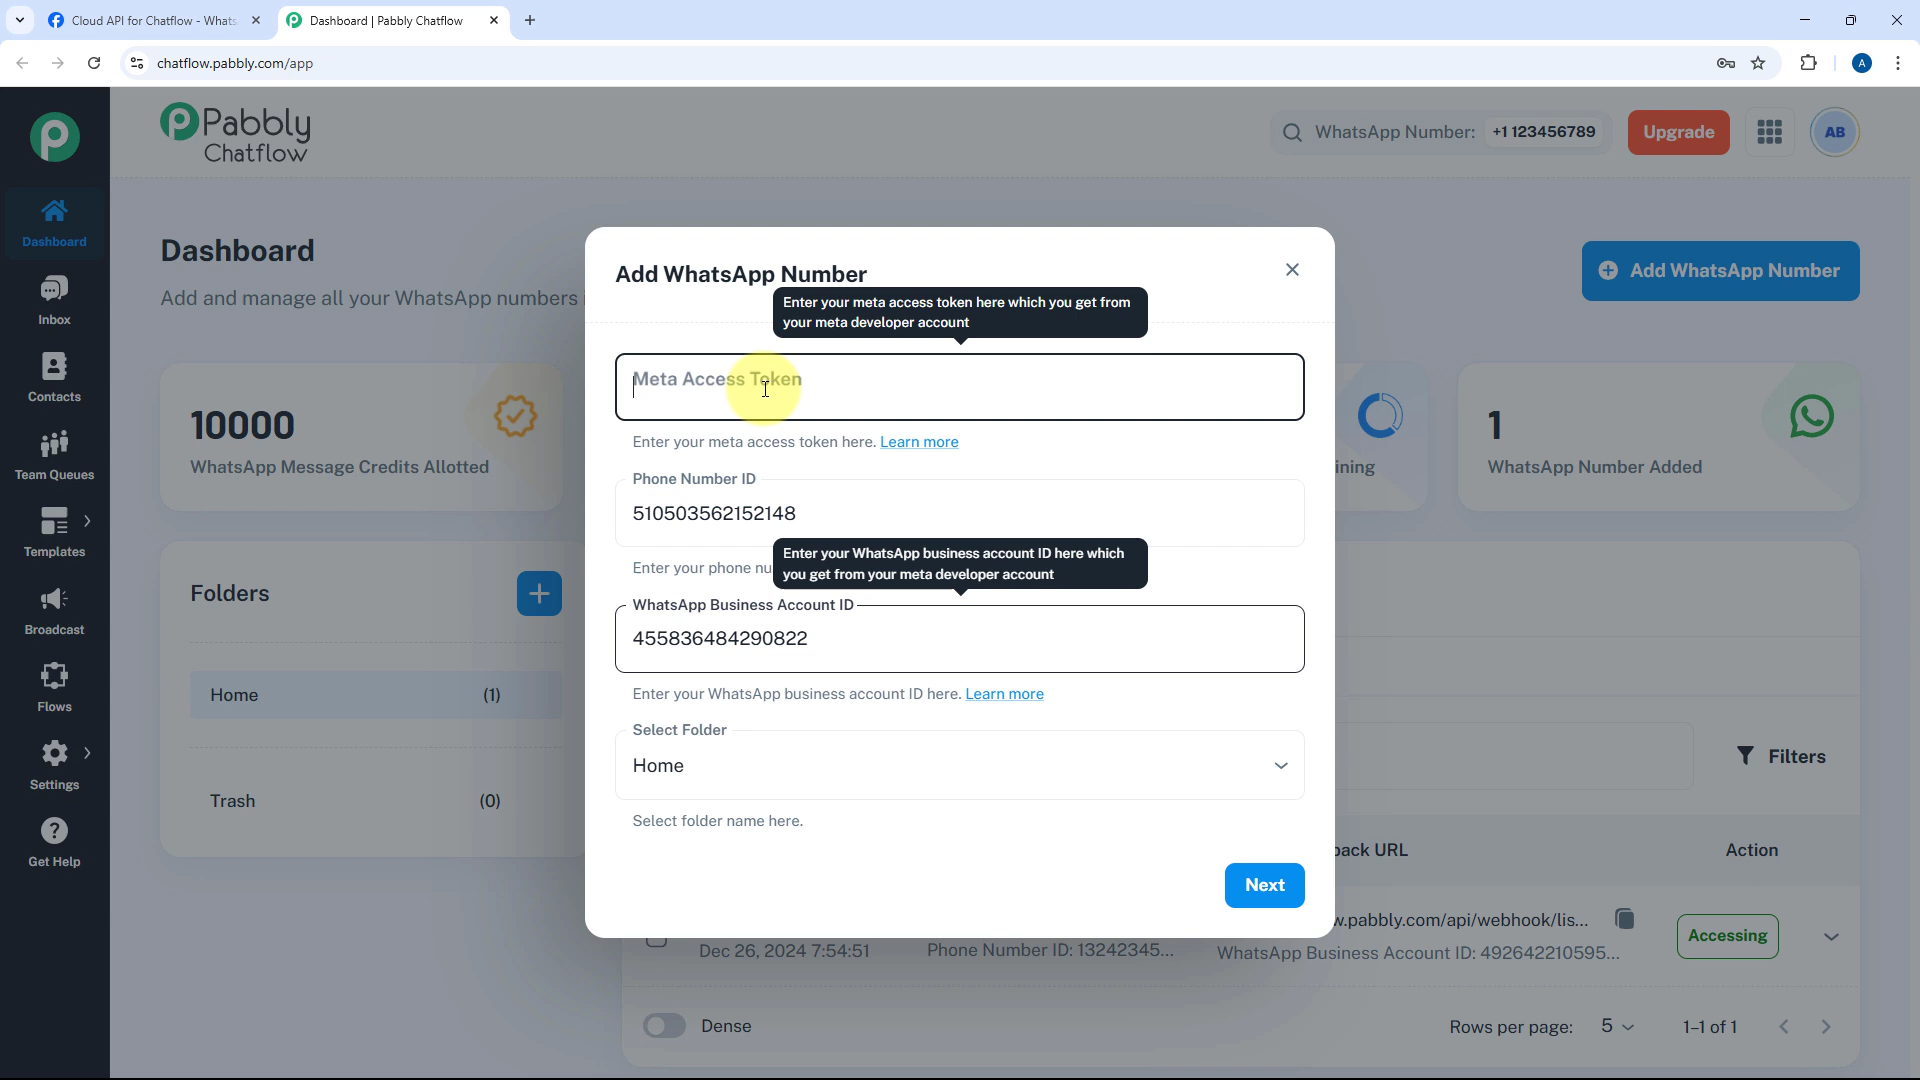 Cloud API for Chatflow - Whats
Dashboard | Pabbly Chatflow
chatflow.pabbly.com/app
A
Pabbly
Chatflow
WhatsApp Number: +1 123456789
Upgrade
AB
Dashboard
Inbox
Contacts
Team Queues
Templates
Broadcast
Flows
Settings
Get Help
Dashboard
Add and manage all your WhatsApp numbers
Add WhatsApp Number
10000
WhatsApp Message Credits Allotted
ining
1
WhatsApp Number Added
Folders
Home (1)
Trash (0)
Filters
back URL
Action
Dec 26, 2024 7:54:51
Phone Number ID: 13242345...
w.pabbly.com/api/webhook/lis...
WhatsApp Business Account ID: 492642210595...
Accessing
Dense
Rows per page: 5
1-1 of 1
Add WhatsApp Number
Enter your meta access token here which you get from
your meta developer account
Meta Access Token
Enter your meta access token here. Learn more
Phone Number ID
510503562152148
Enter your phone nu
Enter your WhatsApp business account ID here which
you get from your meta developer account
WhatsApp Business Account ID
455836484290822
Enter your WhatsApp business account ID here. Learn more
Select Folder
Home
Select folder name here.
Next